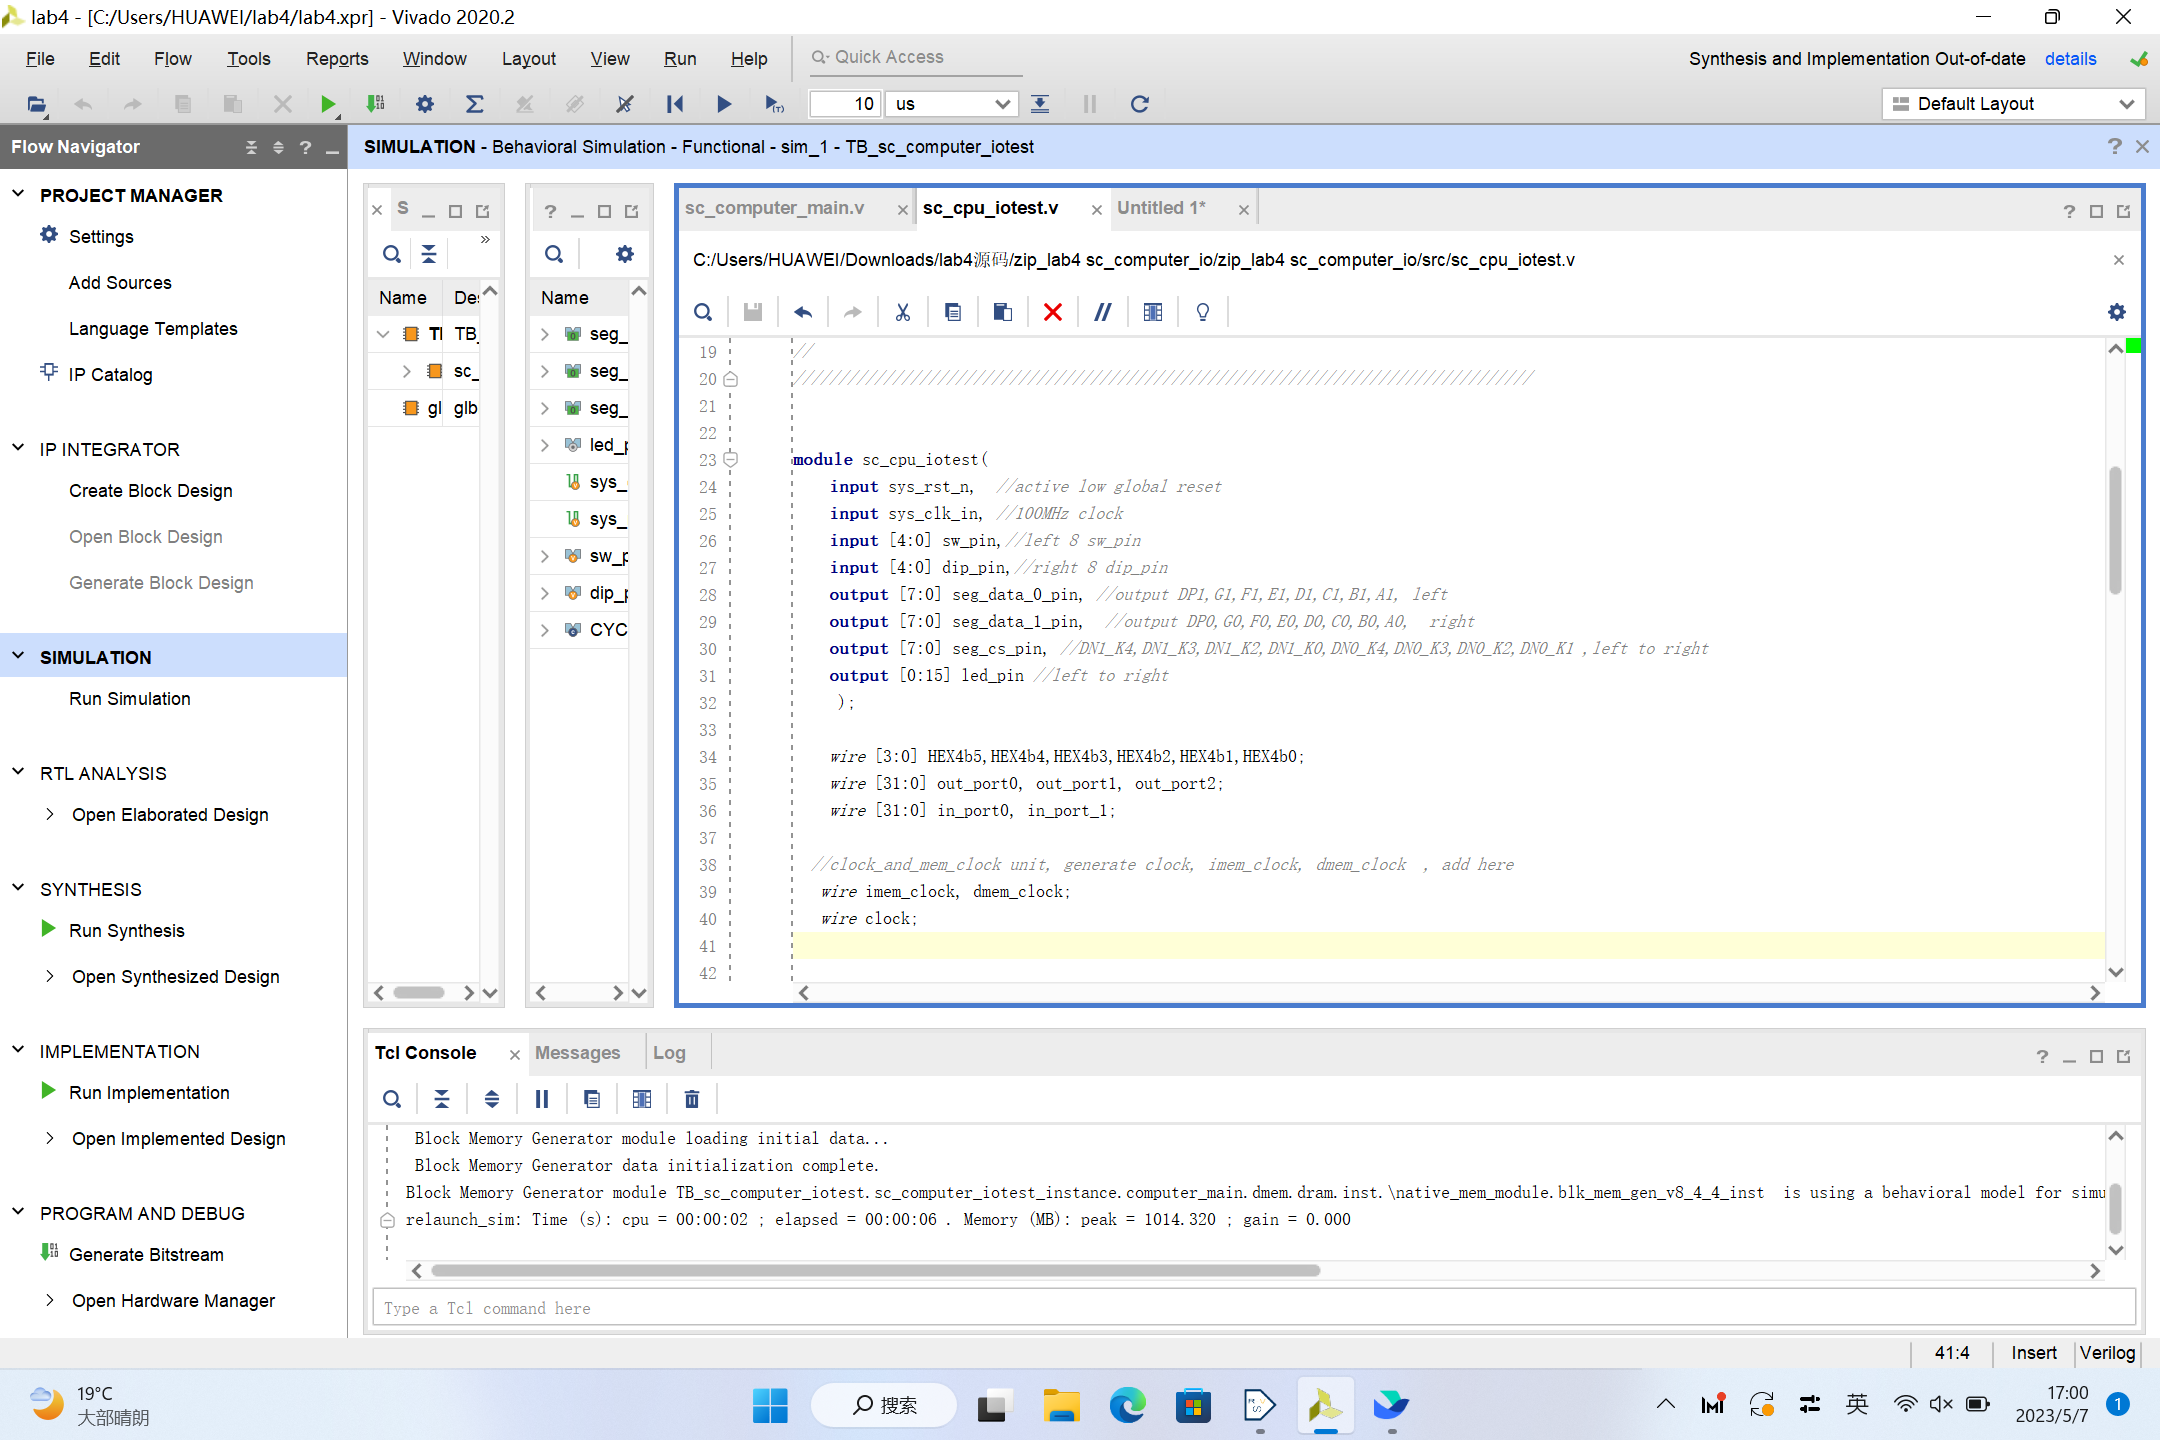 lab4 - [C:/Users/HUAWEI/lab4/lab4.xpr] - Vivado 2020.2
File Edit Flow Tools Reports Window Layout View Run Help Quick Access
Synthesis and Implementation Out-of-date details
10 us
Default Layout
Flow Navigator
SIMULATION - Behavioral Simulation - Functional - sim_1 - TB_sc_computer_iotest
PROJECT MANAGER
Settings
Add Sources
Language Templates
IP Catalog
IP INTEGRATOR
Create Block Design
Open Block Design
Generate Block Design
SIMULATION
Run Simulation
RTL ANALYSIS
Open Elaborated Design
SYNTHESIS
Run Synthesis
Open Synthesized Design
IMPLEMENTATION
Run Implementation
Open Implemented Design
PROGRAM AND DEBUG
Generate Bitstream
Open Hardware Manager
S
Name
TB_
sc_
gl glb
Name
seg_
seg_
seg_
led_
sys_
sys_
sw_
dip_
CYC
sc_computer_main.v sc_cpu_iotest.v Untitled 1*
C:/Users/HUAWEI/Downloads/lab4源码/zip_lab4 sc_computer_io/zip_lab4 sc_computer_io/src/sc_cpu_iotest.v
19 //
20 //////////////////////////////////////////////////////////////////////////////////
21
22
23 module sc_cpu_iotest(
24 input sys_rst_n, //active low global reset
25 input sys_clk_in, //100MHz clock
26 input [4:0] sw_pin,//left 8 sw_pin
27 input [4:0] dip_pin,//right 8 dip_pin
28 output [7:0] seg_data_0_pin, //output DP1,G1,F1,E1,D1,C1,B1,A1, left
29 output [7:0] seg_data_1_pin, //output DP0,G0,F0,E0,D0,C0,B0,A0, right
30 output [7:0] seg_cs_pin, //DN1_K4,DN1_K3,DN1_K2,DN1_K0,DN0_K4,DN0_K3,DN0_K2,DN0_K1 ,left to right
31 output [0:15] led_pin //left to right
32 );
33
34 wire [3:0] HEX4b5,HEX4b4,HEX4b3,HEX4b2,HEX4b1,HEX4b0;
35 wire [31:0] out_port0, out_port1, out_port2;
36 wire [31:0] in_port0, in_port_1;
37
38 //clock_and_mem_clock unit, generate clock, imem_clock, dmem_clock , add here
39 wire imem_clock, dmem_clock;
40 wire clock;
41
42
Tcl Console Messages Log
Block Memory Generator module loading initial data...
Block Memory Generator data initialization complete.
Block Memory Generator module TB_sc_computer_iotest.sc_computer_iotest_instance.computer_main.dmem.dram.inst.\native_mem_module.blk_mem_gen_v8_4_4_inst is using a behavioral model for simu
relaunch_sim: Time (s): cpu = 00:00:02 ; elapsed = 00:00:06 . Memory (MB): peak = 1014.320 ; gain = 0.000
Type a Tcl command here
41:4 Insert Verilog
19°C
大部晴朗
搜索
英
17:00
2023/5/7
1